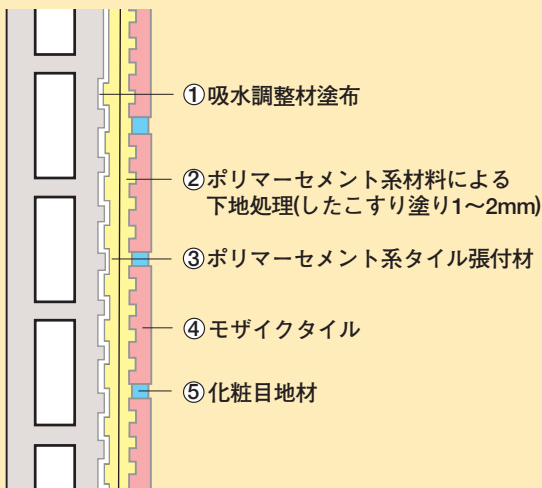 ①吸水調整材塗布
②ポリマーセメント系材料による
下地処理(したこすり塗り1〜2mm)
③ポリマーセメント系タイル張付材
④モザイクタイル
⑤化粧目地材